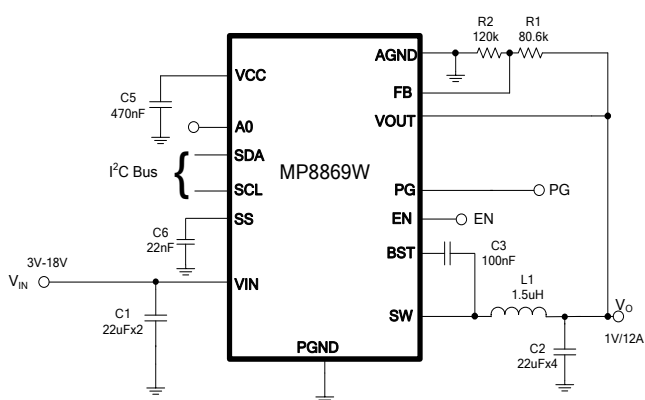 R2
120k
R1
80.6k
AGND
VCC
FB
C5
470nF
VOUT
A0
SDA
I²C Bus
MP8869W
SCL
PG
PG
SS
EN
EN
C6
22nF
BST
C3
100nF
3V-18V
VIN
VIN
L1
1.5uH
C1
22uFx2
SW
VO
1V/12A
PGND
C2
22uFx4